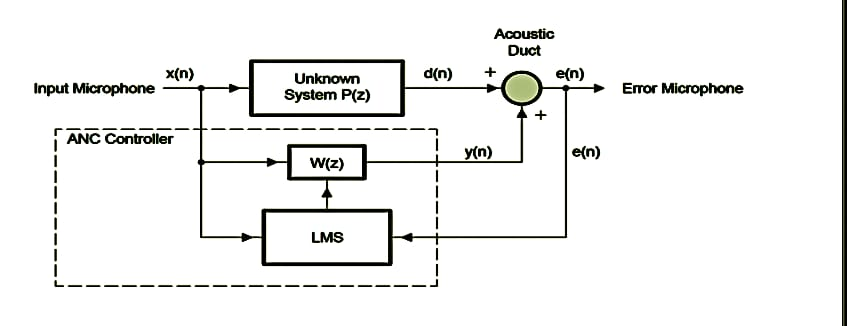 Acoustic
Duct
Input Microphone
x(n)
Unknown
System P(z)
d(n)
+
e(n)
Error Microphone
+
ANC Controller
W(z)
y(n)
e(n)
LMS